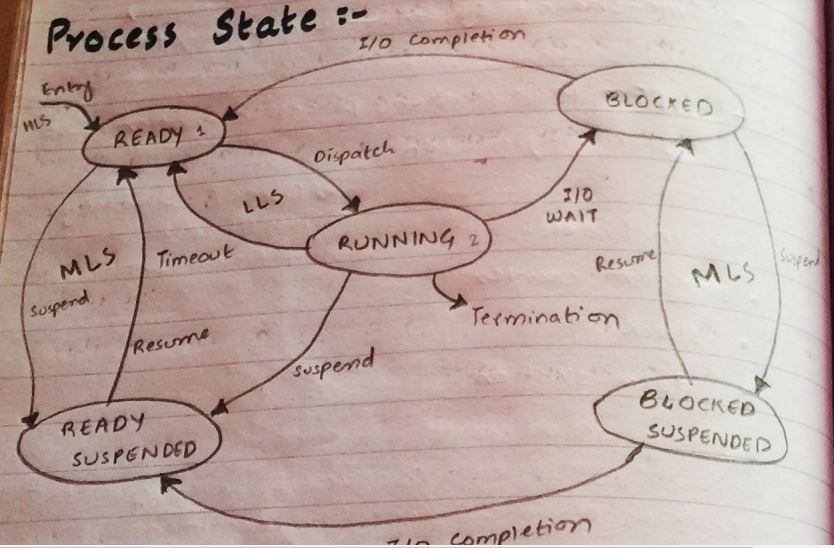 Process State :-
I/O Completion
Entry
HLS
READY 1
BLOCKED
Dispatch
LLS
I/O
WAIT
RUNNING 2
MLS
Timeout
Suspend
Resume
Suspend
Termination
Resume
MLS
Suspend
READY
SUSPENDED
BLOCKED
SUSPENDED
I/O Completion